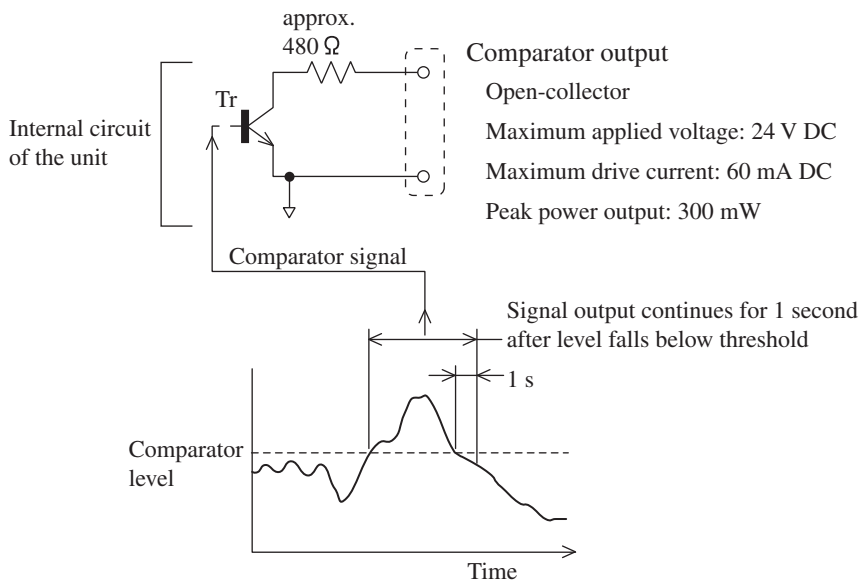 approx.
480 Ω
Comparator output
Open-collector
Maximum applied voltage: 24 V DC
Maximum drive current: 60 mA DC
Peak power output: 300 mW
Tr
Internal circuit
of the unit
Comparator signal
Signal output continues for 1 second
after level falls below threshold
1 s
Comparator
level
Time